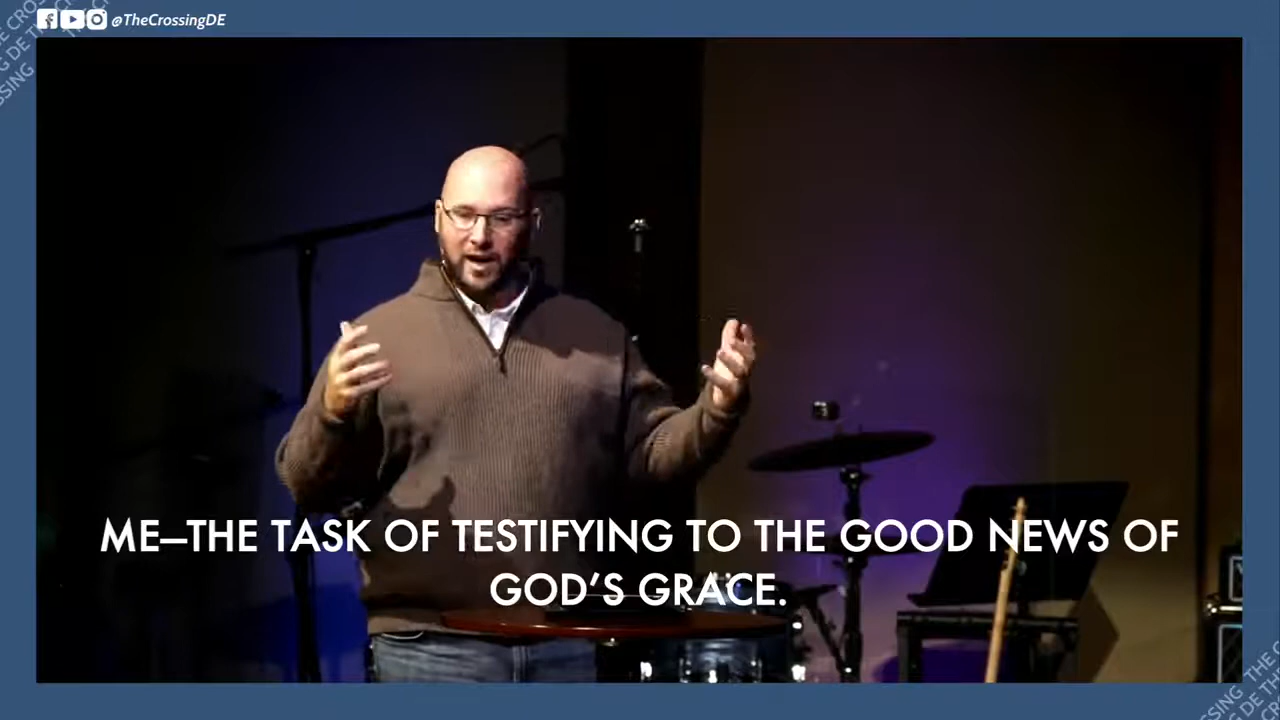 @TheCrossingDE
ME—THE TASK OF TESTIFYING TO THE GOOD NEWS OF
GOD'S GRACE.